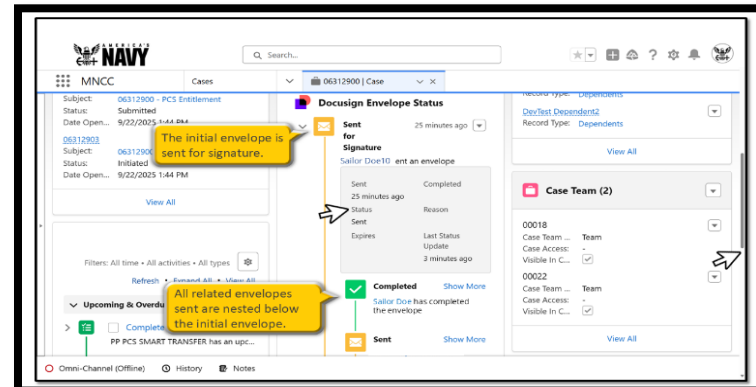 AMERICA'S
NAVY
Search...
MNCC
Cases
06312900 | Case
Subject: 06312900 - PCS Entitlement
Status: Submitted
Date Open... 9/22/2025 1:44 PM
06312903
Subject: 0631290
Status: Initiated
Date Open... 9/22/2025 1:44 PM
View All
The initial envelope is
sent for signature.
Filters: All time • All activities • All types
Refresh • Expand All • View All
Upcoming & Overdu
Complete
PP PCS SMART TRANSFER has an upc...
All related envelopes
sent are nested below
the initial envelope.
Docusign Envelope Status
Sent
for
Signature
25 minutes ago
Sailor Doe10 ent an envelope
Sent
25 minutes ago
Completed
Status
Sent
Reason
Expires
Last Status
Update
3 minutes ago
Completed
Show More
Sailor Doe has completed
the envelope
Sent
Show More
Record Type: Dependents
DevTest Dependent2
Record Type: Dependents
View All
Case Team (2)
00018
Case Team ... Team
Case Access: -
Visible In C...
00022
Case Team ... Team
Case Access: -
Visible In C...
View All
Omni-Channel (Offline)
History
Notes